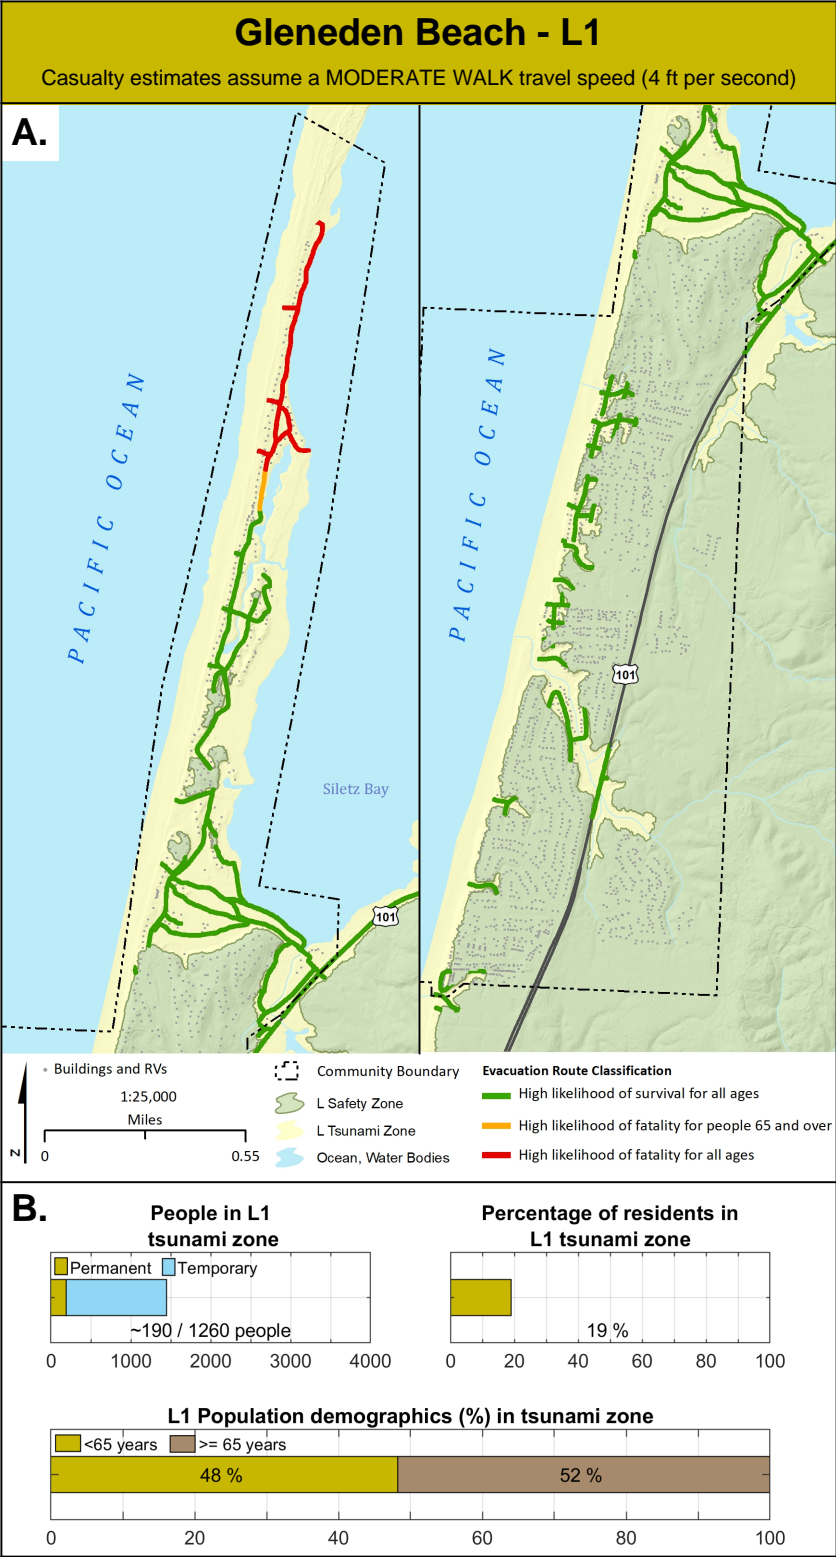 Gleneden Beach - L1
Casualty estimates assume a MODERATE WALK travel speed (4 ft per second)
A.
PACIFIC OCEAN
Siletz Bay
101
PACIFIC OCEAN
101
N
Buildings and RVs
1:25,000
Miles
0 0.55
Community Boundary
L Safety Zone
L Tsunami Zone
Ocean, Water Bodies
Evacuation Route Classification
High likelihood of survival for all ages
High likelihood of fatality for people 65 and over
High likelihood of fatality for all ages
B.
People in L1
tsunami zone
Permanent Temporary
~190 / 1260 people
0 1000 2000 3000 4000
Percentage of residents in
L1 tsunami zone
19 %
0 20 40 60 80 100
L1 Population demographics (%) in tsunami zone
<65 years >= 65 years
48 % 52 %
0 20 40 60 80 100